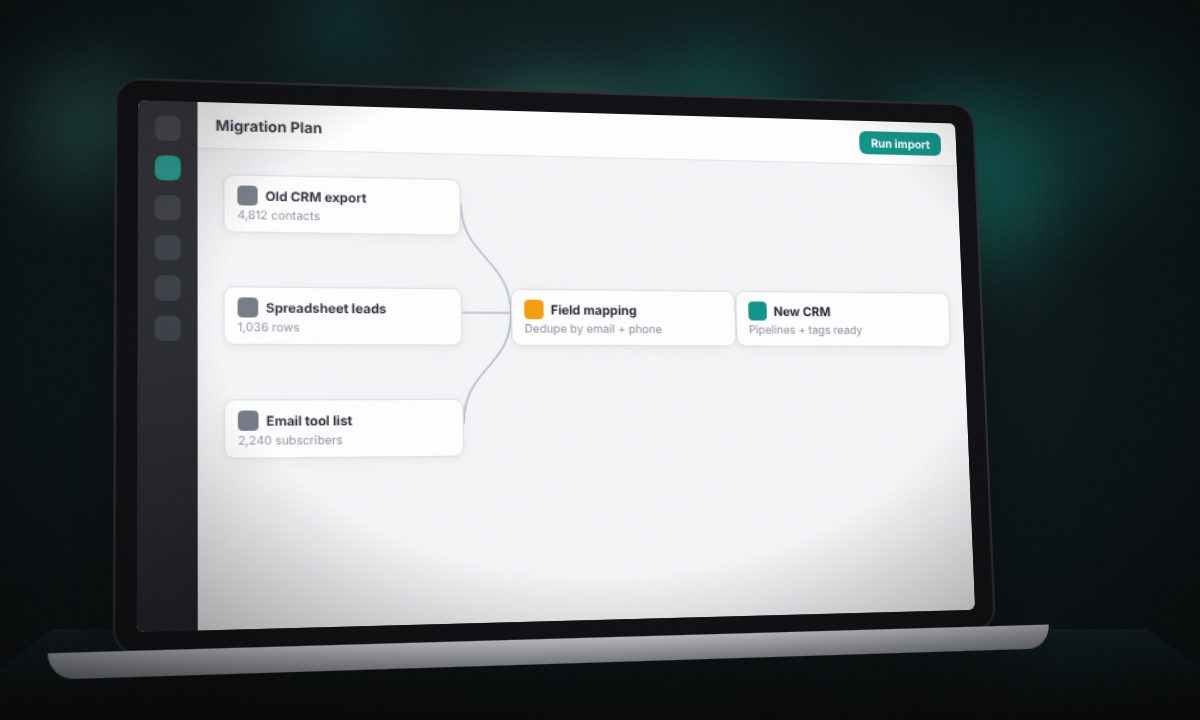 Migration Plan
Run import
Old CRM export
4,812 contacts
Spreadsheet leads
1,036 rows
Field mapping
Dedupe by email + phone
New CRM
Pipelines + tags ready
Email tool list
2,240 subscribers